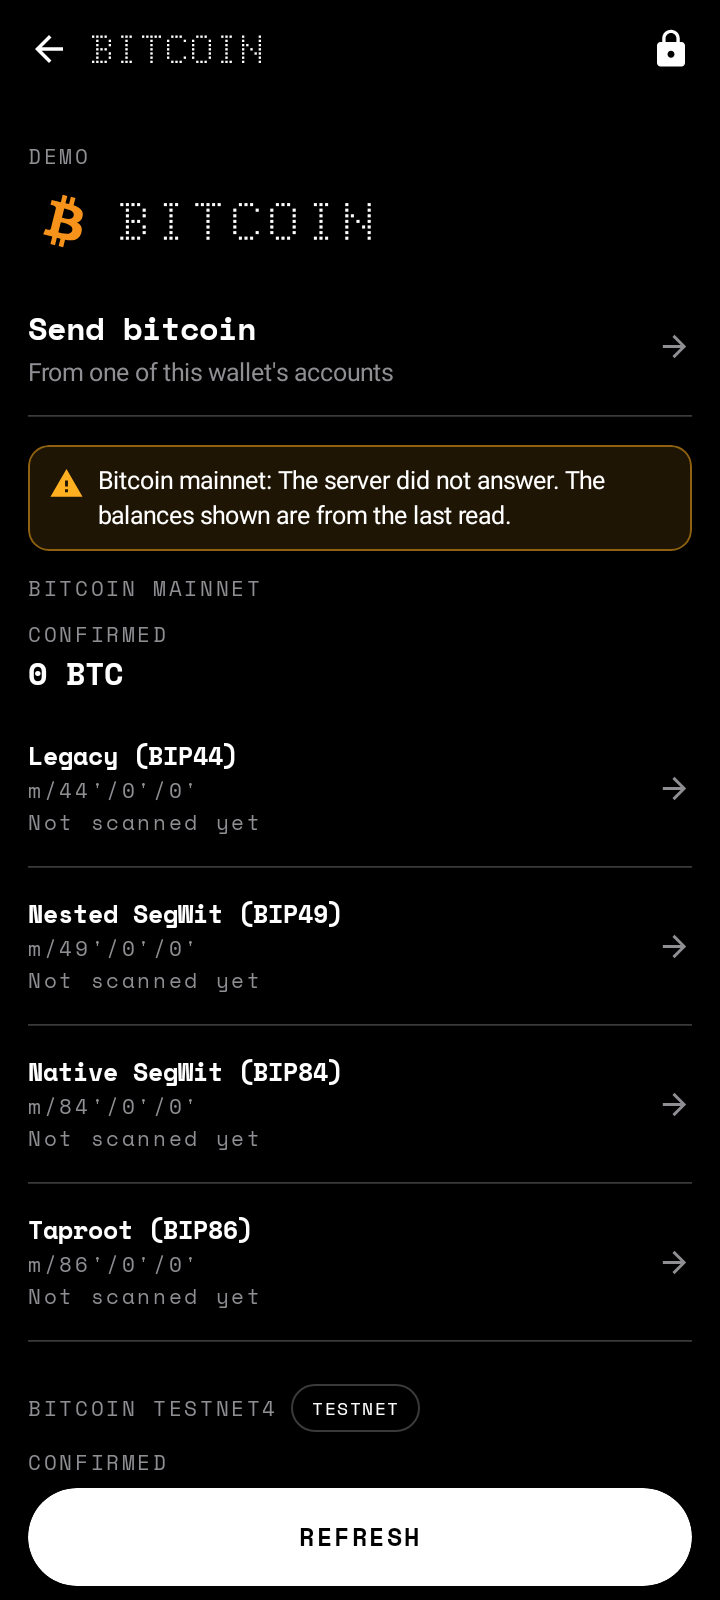 BITCOIN
DEMO
BITCOIN
Send bitcoin
From one of this wallet's accounts
Bitcoin mainnet: The server did not answer. The
balances shown are from the last read.
BITCOIN MAINNET
CONFIRMED
0 BTC
Legacy (BIP44)
m/44'/0'/0'
Not scanned yet
Nested SegWit (BIP49)
m/49'/0'/0'
Not scanned yet
Native SegWit (BIP84)
m/84'/0'/0'
Not scanned yet
Taproot (BIP86)
m/86'/0'/0'
Not scanned yet
BITCOIN TESTNET4 TESTNET
CONFIRMED
REFRESH